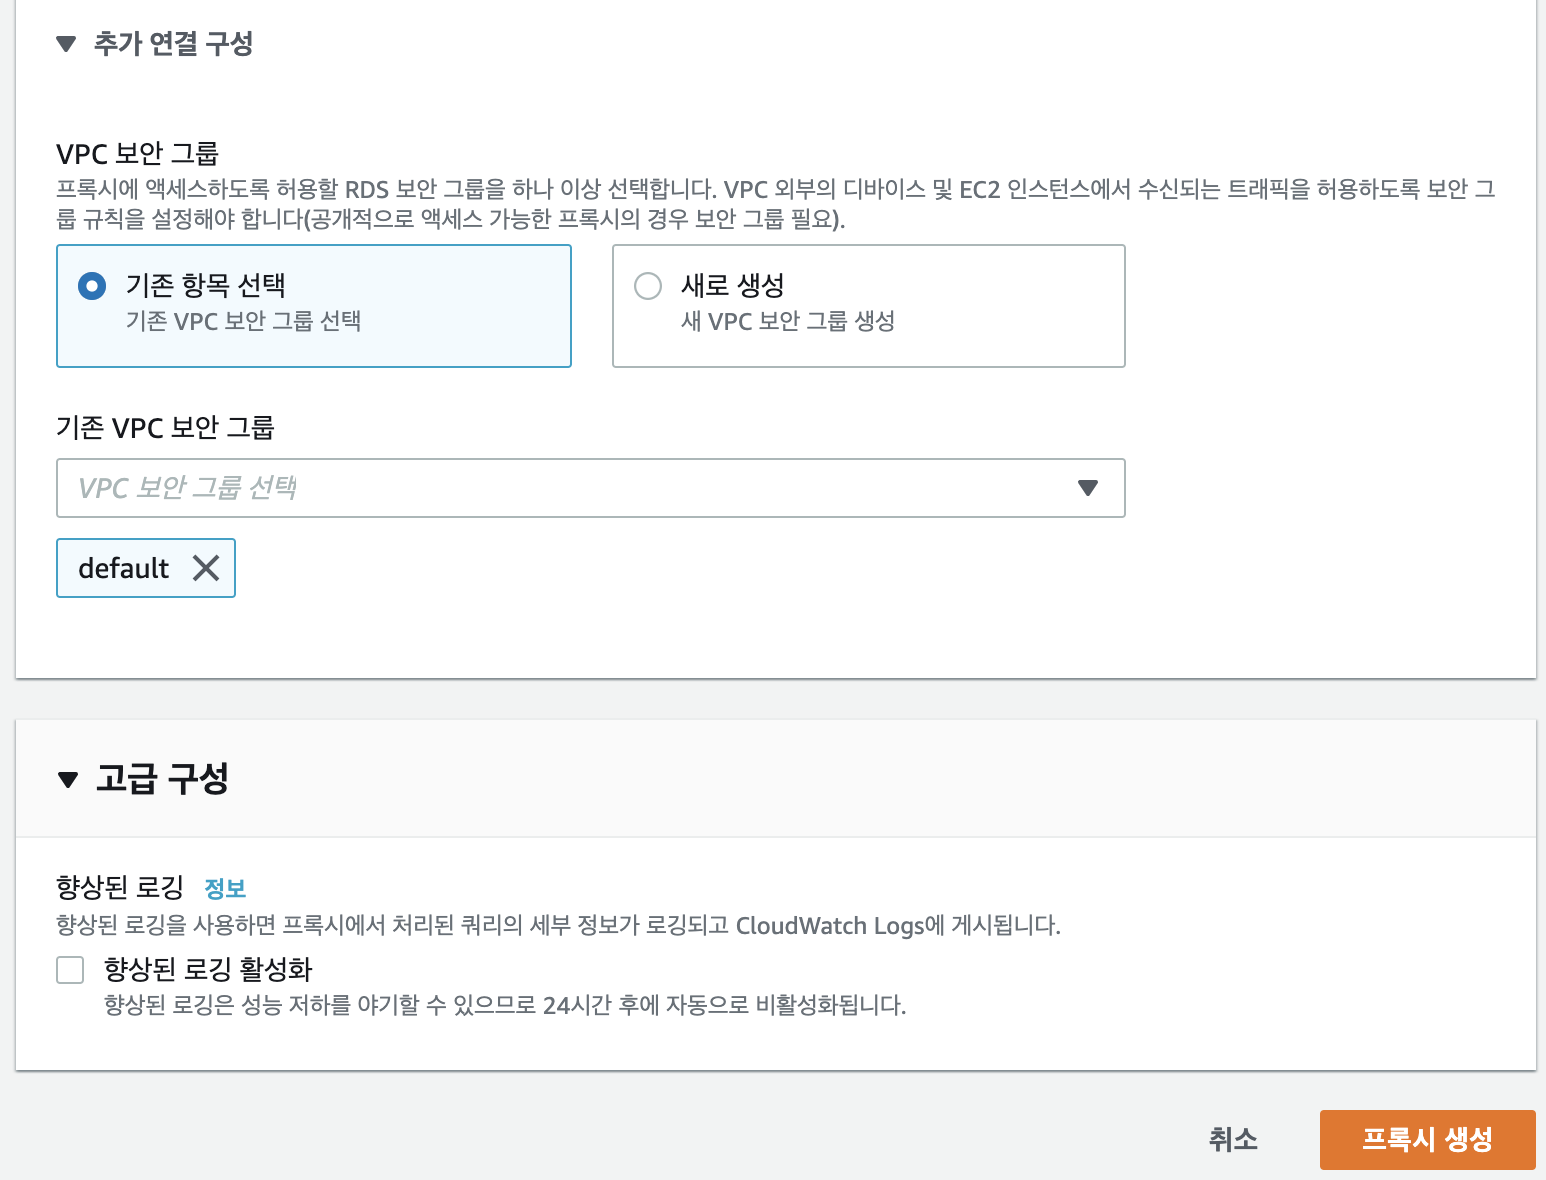 추가 연결 구성
VPC 보안 그룹
프록시에 액세스하도록 허용할 RDS 보안 그룹을 하나 이상 선택합니다. VPC 외부의 디바이스 및 EC2 인스턴스에서 수신되는 트래픽을 허용하도록 보안 그
룹 규칙을 설정해야 합니다(공개적으로 액세스 가능한 프록시의 경우 보안 그룹 필요).
기존 항목 선택
기존 VPC 보안 그룹 선택
새로 생성
새 VPC 보안 그룹 생성
기존 VPC 보안 그룹
VPC 보안 그룹 선택
default
고급 구성
향상된 로깅 정보
향상된 로깅을 사용하면 프록시에서 처리된 쿼리의 세부 정보가 로깅되고 CloudWatch Logs에 게시됩니다.
향상된 로깅 활성화
향상된 로깅은 성능 저하를 야기할 수 있으므로 24시간 후에 자동으로 비활성화됩니다.
취소
프록시 생성